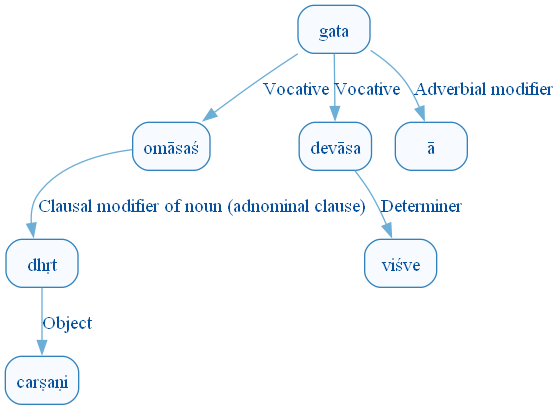 gata
Vocative Vocative Adverbial modifier
omāsaś devāsa ā
Clausal modifier of noun (adnominal clause) Determiner
dhṛt viśve
Object
carṣaṇi